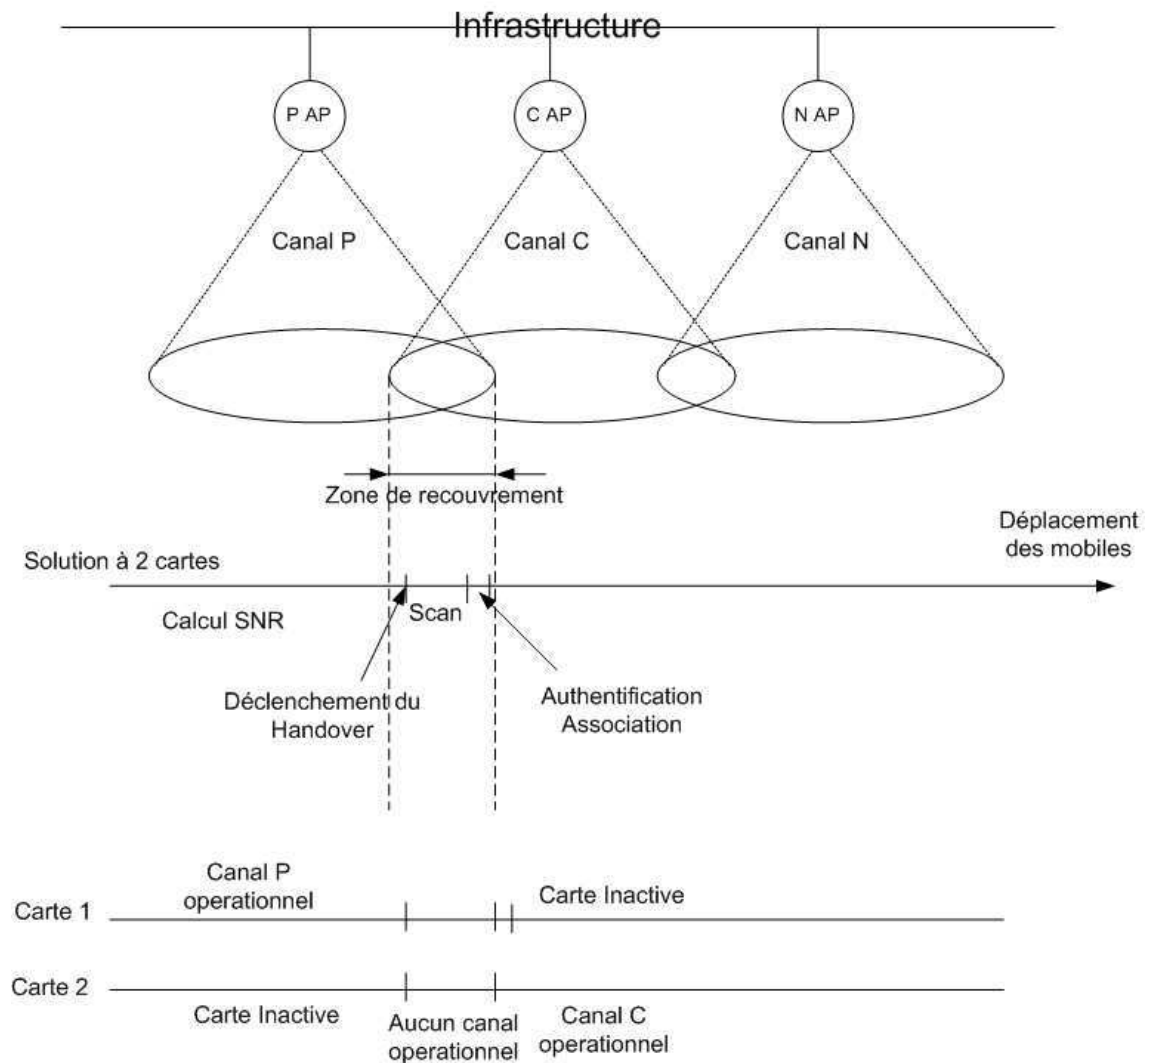 Infrastructure
P AP
C AP
N AP
Canal P
Canal C
Canal N
Zone de recouvrement
Déplacement
des mobiles
Solution à 2 cartes
Calcul SNR
Scan
Déclenchement du
Handover
Authentification
Association
Canal P
operationnel
Carte Inactive
Carte 1
Carte 2
Carte Inactive
Aucun canal
operationnel
Canal C
operationnel